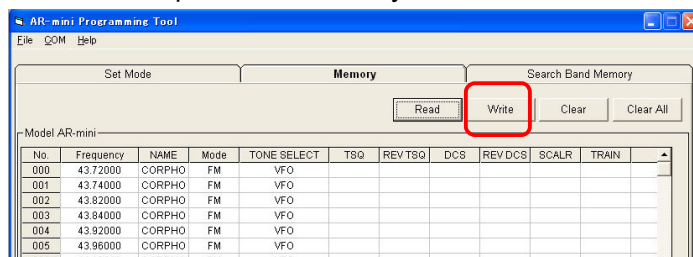 AR-mini Programming Tool
File COM Help
Set Mode Memory Search Band Memory
Read Write Clear Clear All
Model AR-mini
No. Frequency NAME Mode TONE SELECT TSQ REV TSQ DCS REV DCS SCALR TRAIN
000 43.72000 CORPHO FM VFO
001 43.74000 CORPHO FM VFO
002 43.82000 CORPHO FM VFO
003 43.84000 CORPHO FM VFO
004 43.92000 CORPHO FM VFO
005 43.96000 CORPHO FM VFO